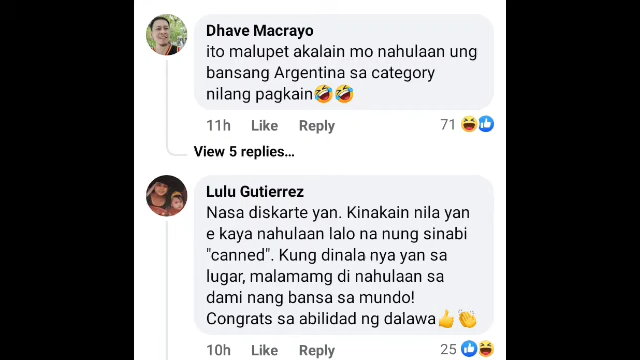 Dhave Macrayo
ito malupet akalain mo nahulaan ung
bansang Argentina sa category
nilang pagkain🤣🤣
11h Like Reply 71
View 5 replies...
Lulu Gutierrez
Nasa diskarte yan. Kinakain nila yan
e kaya nahulaan lalo na nung sinabi
"canned". Kung dinala nya yan sa
lugar, malamamg di nahulaan sa
dami nang bansa sa mundo!
Congrats sa abilidad ng dalawa👍👏
10h Like Reply 25